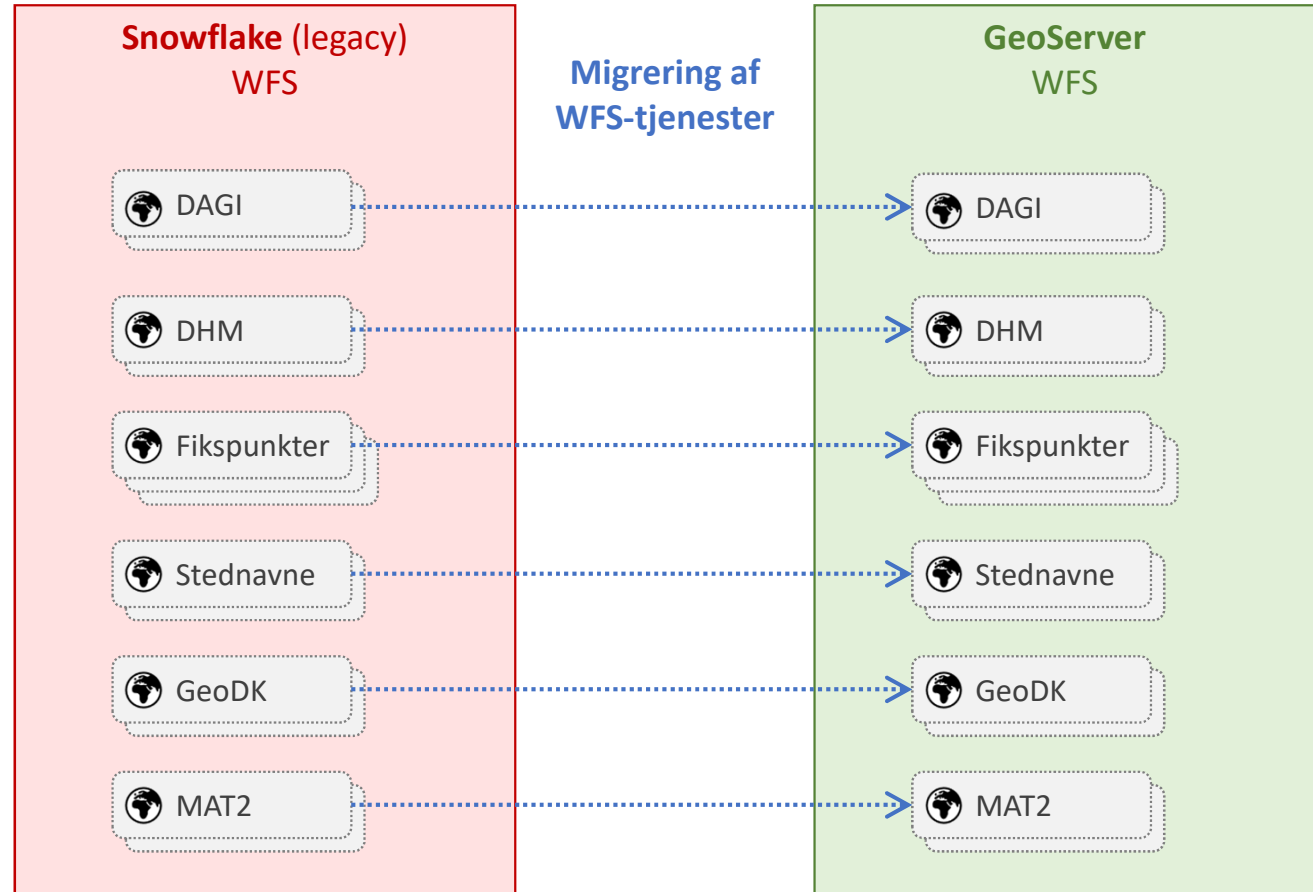 Snowflake (legacy)
WFS
Migrering af
WFS-tjenester
GeoServer
WFS
DAGI
DAGI
DHM
DHM
Fikspunkter
Fikspunkter
Stednavne
Stednavne
GeoDK
GeoDK
MAT2
MAT2